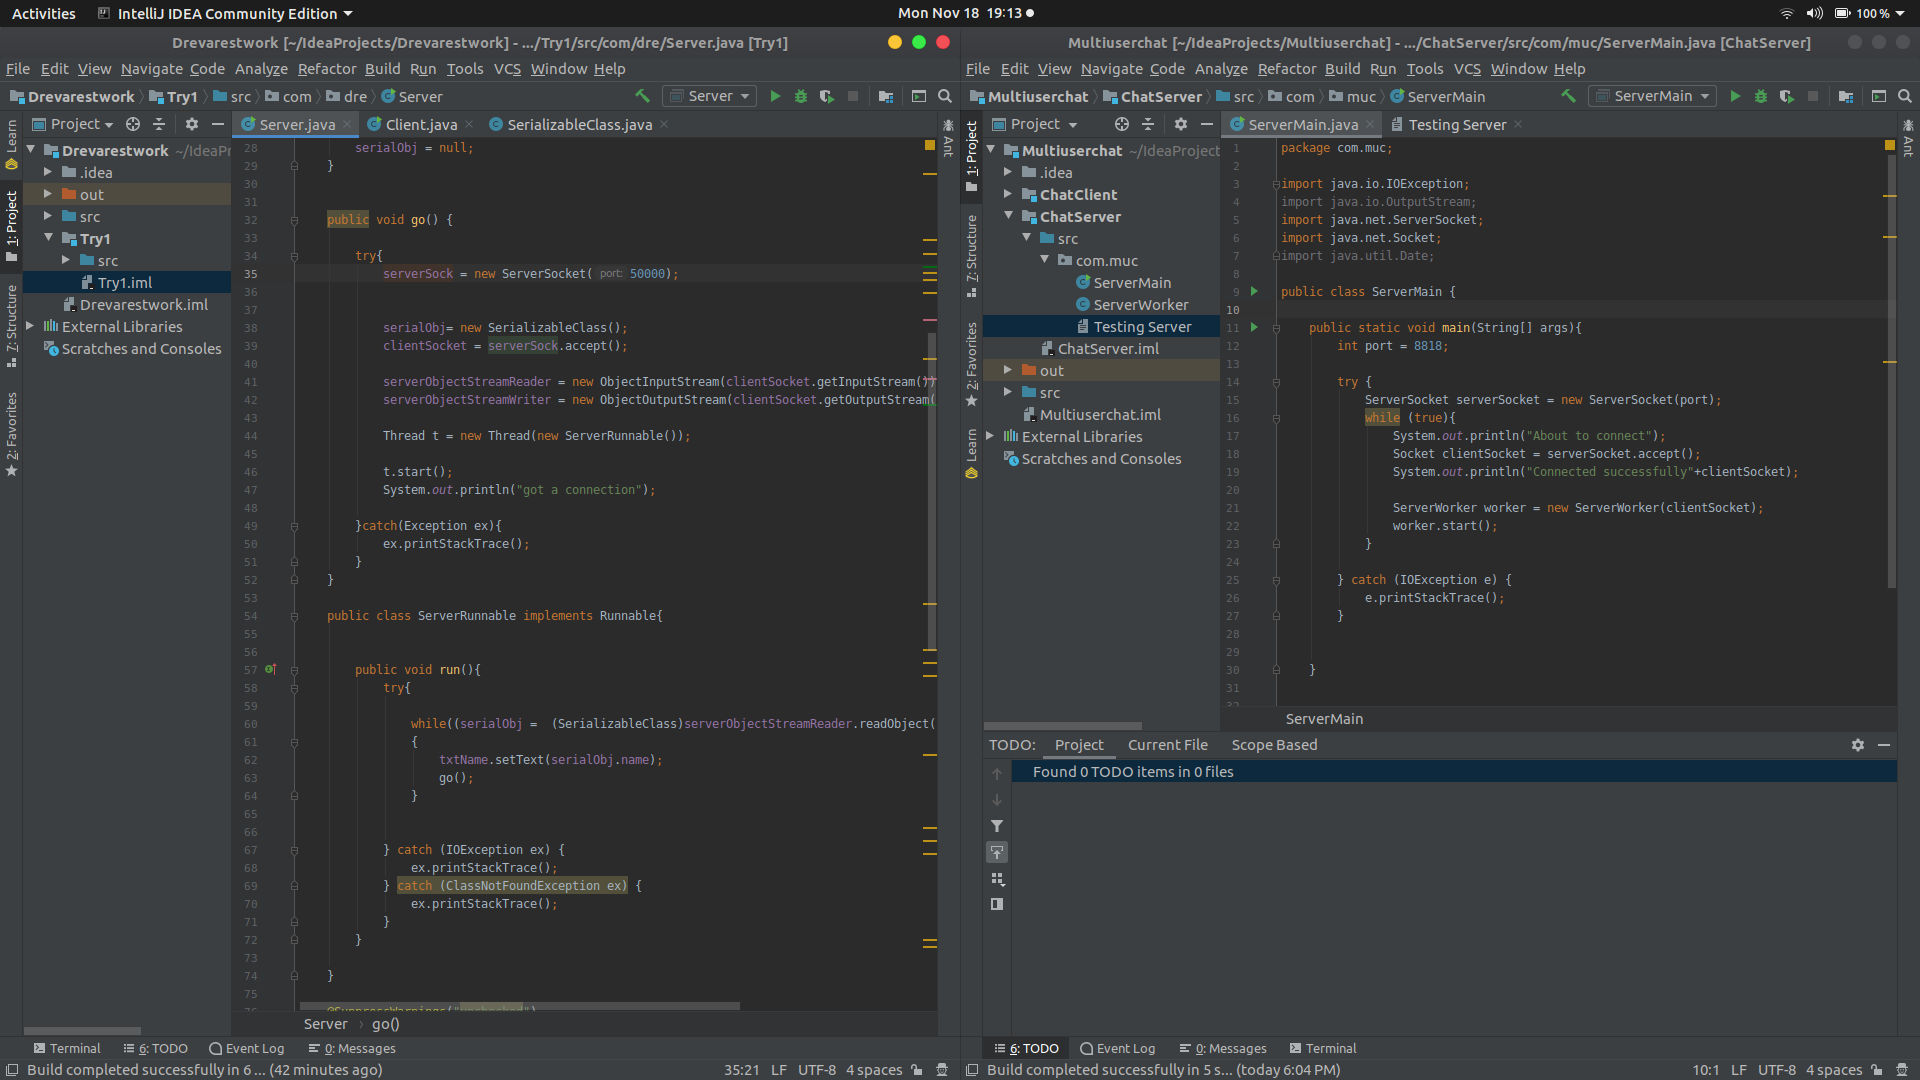 Activities IntelliJ IDEA Community Edition Mon Nov 18 19:13 100 %
Drevarestwork [~/IdeaProjects/Drevarestwork] - .../Try1/src/com/dre/Server.java [Try1]
File Edit View Navigate Code Analyze Refactor Build Run Tools VCS Window Help
Drevarestwork Try1 src com dre Server Server
Learn
1: Project
7: Structure
2: Favorites
Project
Drevarestwork ~/IdeaPr
.idea
out
src
Try1
src
Try1.iml
Drevarestwork.iml
External Libraries
Scratches and Consoles
Server.java Client.java SerializableClass.java
Ant
28 serialObj = null;
29 }
30
31
32 public void go() {
33
34 try{
35 serverSock = new ServerSocket( port: 50000);
36
37
38 serialObj= new SerializableClass();
39 clientSocket = serverSock.accept();
40
41 serverObjectStreamReader = new ObjectInputStream(clientSocket.getInputStream())
42 serverObjectStreamWriter = new ObjectOutputStream(clientSocket.getOutputStream(
43
44 Thread t = new Thread(new ServerRunnable());
45
46 t.start();
47 System.out.println("got a connection");
48
49 }catch(Exception ex){
50 ex.printStackTrace();
51 }
52 }
53
54 public class ServerRunnable implements Runnable{
55
56
57 public void run(){
58 try{
59
60 while((serialObj = (SerializableClass)serverObjectStreamReader.readObject(
61 {
62 txtName.setText(serialObj.name);
63 go();
64 }
65
66
67 } catch (IOException ex) {
68 ex.printStackTrace();
69 } catch (ClassNotFoundException ex) {
70 ex.printStackTrace();
71 }
72 }
73
74 }
75
76 @SuppressWarnings("unchecked")
Server go()
Terminal 6: TODO Event Log 0: Messages
Build completed successfully in 6 ... (42 minutes ago) 35:21 LF UTF-8 4 spaces
Multiuserchat [~/IdeaProjects/Multiuserchat] - .../ChatServer/src/com/muc/ServerMain.java [ChatServer]
File Edit View Navigate Code Analyze Refactor Build Run Tools VCS Window Help
Multiuserchat ChatServer src com muc ServerMain ServerMain
1: Project
7: Structure
2: Favorites
Learn
Project
Multiuserchat ~/IdeaProject
.idea
ChatClient
ChatServer
src
com.muc
ServerMain
ServerWorker
Testing Server
ChatServer.iml
out
src
Multiuserchat.iml
External Libraries
Scratches and Consoles
ServerMain.java Testing Server
Ant
1 package com.muc;
2
3 import java.io.IOException;
4 import java.io.OutputStream;
5 import java.net.ServerSocket;
6 import java.net.Socket;
7 import java.util.Date;
8
9 public class ServerMain {
10
11 public static void main(String[] args){
12 int port = 8818;
13
14 try {
15 ServerSocket serverSocket = new ServerSocket(port);
16 while (true){
17 System.out.println("About to connect");
18 Socket clientSocket = serverSocket.accept();
19 System.out.println("Connected successfully"+clientSocket);
20
21 ServerWorker worker = new ServerWorker(clientSocket);
22 worker.start();
23 }
24
25 } catch (IOException e) {
26 e.printStackTrace();
27 }
28
29
30 }
31
32
ServerMain
TODO: Project Current File Scope Based
Found 0 TODO items in 0 files
6: TODO Event Log 0: Messages Terminal
Build completed successfully in 5 s... (today 6:04 PM) 10:1 LF UTF-8 4 spaces